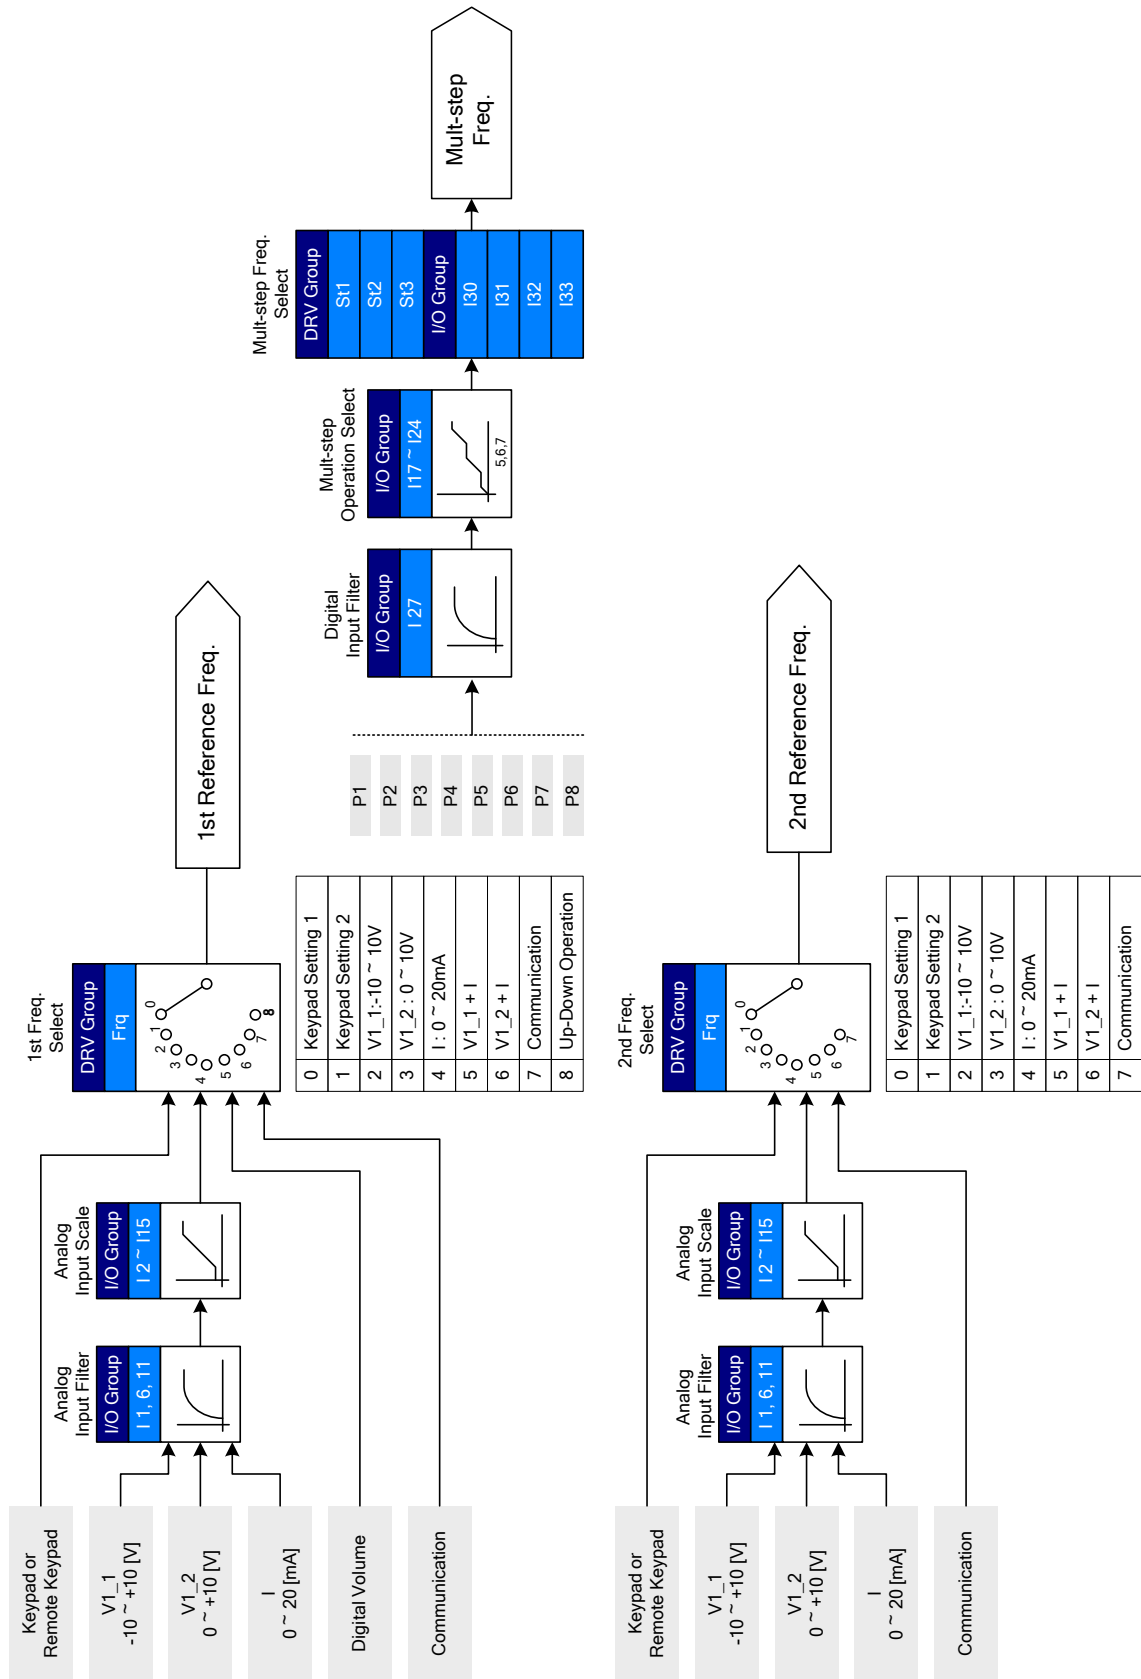 Keypad or
Remote Keypad
V1_1
-10 ~ +10 [V]
V1_2
0 ~ +10 [V]
I
0 ~ 20 [mA]
Digital Volume
Communication
Analog
Input Filter
I/O Group
I 1, 6, 11
Analog
Input Scale
I/O Group
I 2 ~ I15
1st Freq.
Select
DRV Group
Frq
0
1
2
3
4
5
6
7
8
1st Reference Freq.
0 Keypad Setting 1
1 Keypad Setting 2
2 V1_1:-10 ~ 10V
3 V1_2 : 0 ~ 10V
4 I : 0 ~ 20mA
5 V1_1 + I
6 V1_2 + I
7 Communication
8 Up-Down Operation
P1
P2
P3
P4
P5
P6
P7
P8
Digital
Input Filter
I/O Group
I 27
Mult-step
Operation Select
I/O Group
I17 ~ I24
5,6,7
Mult-step Freq.
Select
DRV Group
St1
St2
St3
I/O Group
I30
I31
I32
I33
Mult-step
Freq.
Keypad or
Remote Keypad
V1_1
-10 ~ +10 [V]
V1_2
0 ~ +10 [V]
I
0 ~ 20 [mA]
Communication
Analog
Input Filter
I/O Group
I 1, 6, 11
Analog
Input Scale
I/O Group
I 2 ~ I15
2nd Freq.
Select
DRV Group
Frq
0
1
2
3
4
5
6
7
2nd Reference Freq.
0 Keypad Setting 1
1 Keypad Setting 2
2 V1_1:-10 ~ 10V
3 V1_2 : 0 ~ 10V
4 I : 0 ~ 20mA
5 V1_1 + I
6 V1_2 + I
7 Communication